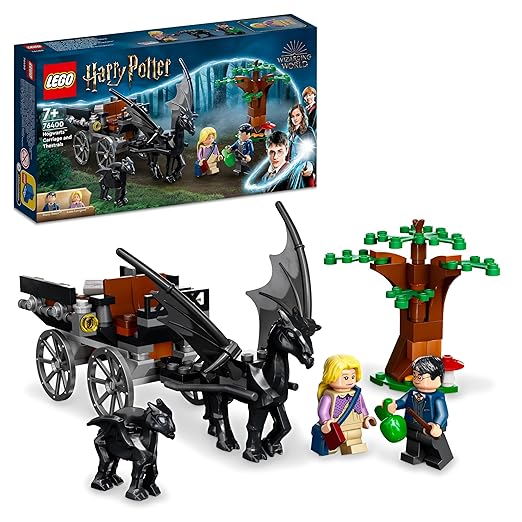 LEGO
Harry Potter
WIZARDING
WORLD
7+
76400
Hogwarts™
Carriage and
Thestrals